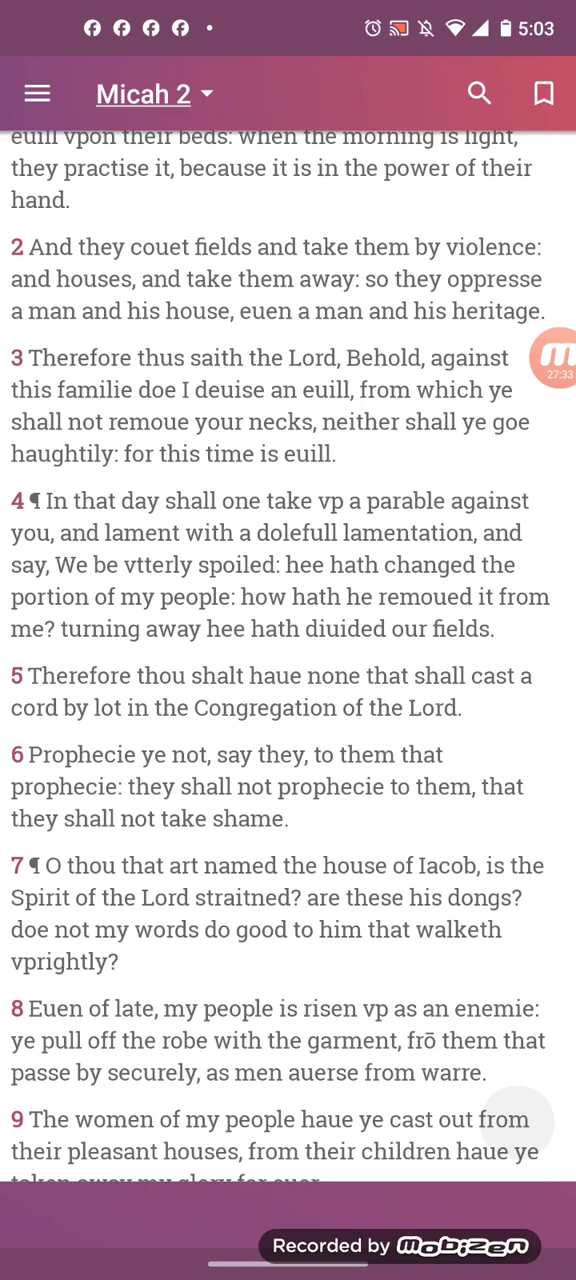 5:03
Micah 2
euill vpon their beds: when the morning is light,
they practise it, because it is in the power of their
hand.
2 And they couet fields and take them by violence:
and houses, and take them away: so they oppresse
a man and his house, euen a man and his heritage.
3 Therefore thus saith the Lord, Behold, against
this familie doe I deuise an euill, from which ye
shall not remoue your necks, neither shall ye goe
haughtily: for this time is euill.
27:33
4 ¶ In that day shall one take vp a parable against
you, and lament with a dolefull lamentation, and
say, We be vtterly spoiled: hee hath changed the
portion of my people: how hath he remoued it from
me? turning away hee hath diuided our fields.
5 Therefore thou shalt haue none that shall cast a
cord by lot in the Congregation of the Lord.
6 Prophecie ye not, say they, to them that
prophecie: they shall not prophecie to them, that
they shall not take shame.
7 ¶ O thou that art named the house of Iacob, is the
Spirit of the Lord straitned? are these his dongs?
doe not my words do good to him that walketh
vprightly?
8 Euen of late, my people is risen vp as an enemie:
ye pull off the robe with the garment, frō them that
passe by securely, as men auerse from warre.
9 The women of my people haue ye cast out from
their pleasant houses, from their children haue ye
taken away my glory for euer.
Recorded by mobizen